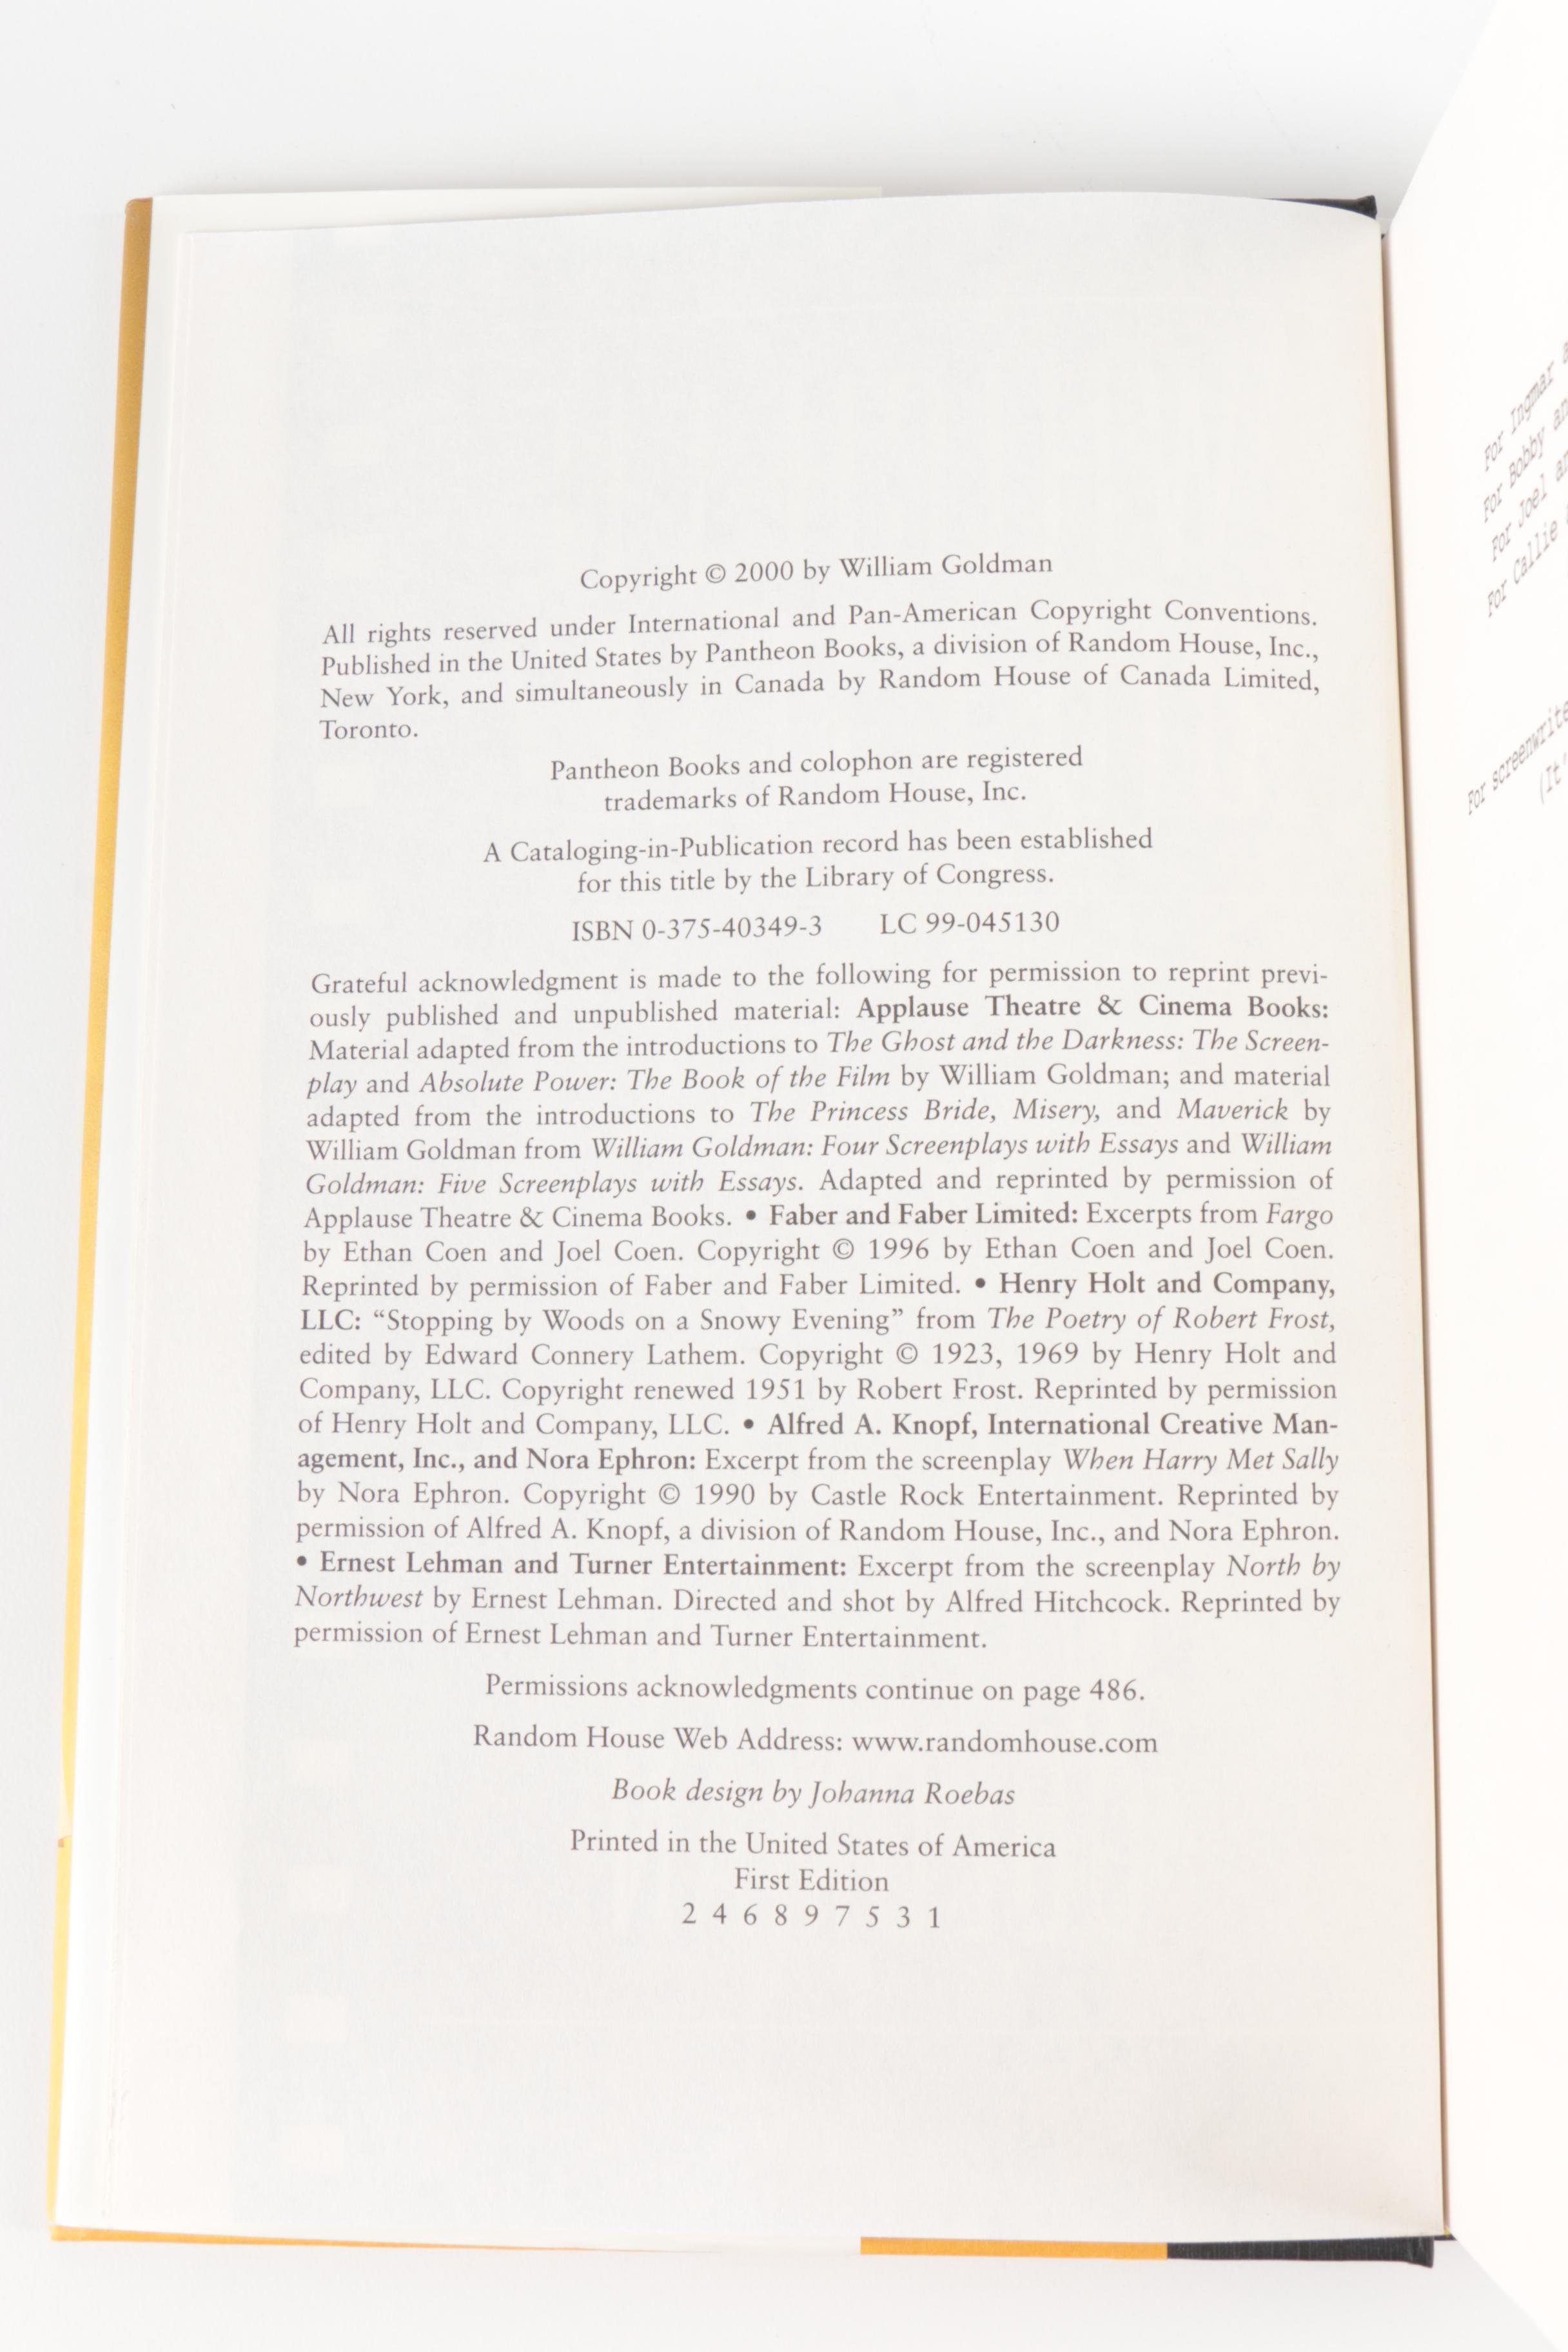 Copyright © 2000 by William Goldman
All rights reserved under International and Pan-American Copyright Conventions.
Published in the United States by Pantheon Books, a division of Random House, Inc.,
New York, and simultaneously in Canada by Random House of Canada Limited,
Toronto.
Pantheon Books and colophon are registered
trademarks of Random House, Inc.
A Cataloging-in-Publication record has been established
for this title by the Library of Congress.
ISBN 0-375-40349-3 LC 99-045130
Grateful acknowledgment is made to the following for permission to reprint previ-
ously published and unpublished material: Applause Theatre & Cinema Books:
Material adapted from the introductions to The Ghost and the Darkness: The Screen-
play and Absolute Power: The Book of the Film by William Goldman; and material
adapted from the introductions to The Princess Bride, Misery, and Maverick by
William Goldman from William Goldman: Four Screenplays with Essays and William
Goldman: Five Screenplays with Essays. Adapted and reprinted by permission of
Applause Theatre & Cinema Books. • Faber and Faber Limited: Excerpts from Fargo
by Ethan Coen and Joel Coen. Copyright © 1996 by Ethan Coen and Joel Coen.
Reprinted by permission of Faber and Faber Limited. • Henry Holt and Company,
LLC: “Stopping by Woods on a Snowy Evening” from The Poetry of Robert Frost,
edited by Edward Connery Lathem. Copyright © 1923, 1969 by Henry Holt and
Company, LLC. Copyright renewed 1951 by Robert Frost. Reprinted by permission
of Henry Holt and Company, LLC. • Alfred A. Knopf, International Creative Man-
agement, Inc., and Nora Ephron: Excerpt from the screenplay When Harry Met Sally
by Nora Ephron. Copyright © 1990 by Castle Rock Entertainment. Reprinted by
permission of Alfred A. Knopf, a division of Random House, Inc., and Nora Ephron.
• Ernest Lehman and Turner Entertainment: Excerpt from the screenplay North by
Northwest by Ernest Lehman. Directed and shot by Alfred Hitchcock. Reprinted by
permission of Ernest Lehman and Turner Entertainment.
Permissions acknowledgments continue on page 486.
Random House Web Address: www.randomhouse.com
Book design by Johanna Roebas
Printed in the United States of America
First Edition
2 4 6 8 9 7 5 3 1
For Ingmar
For Bobby
For Joel
For Callie
For